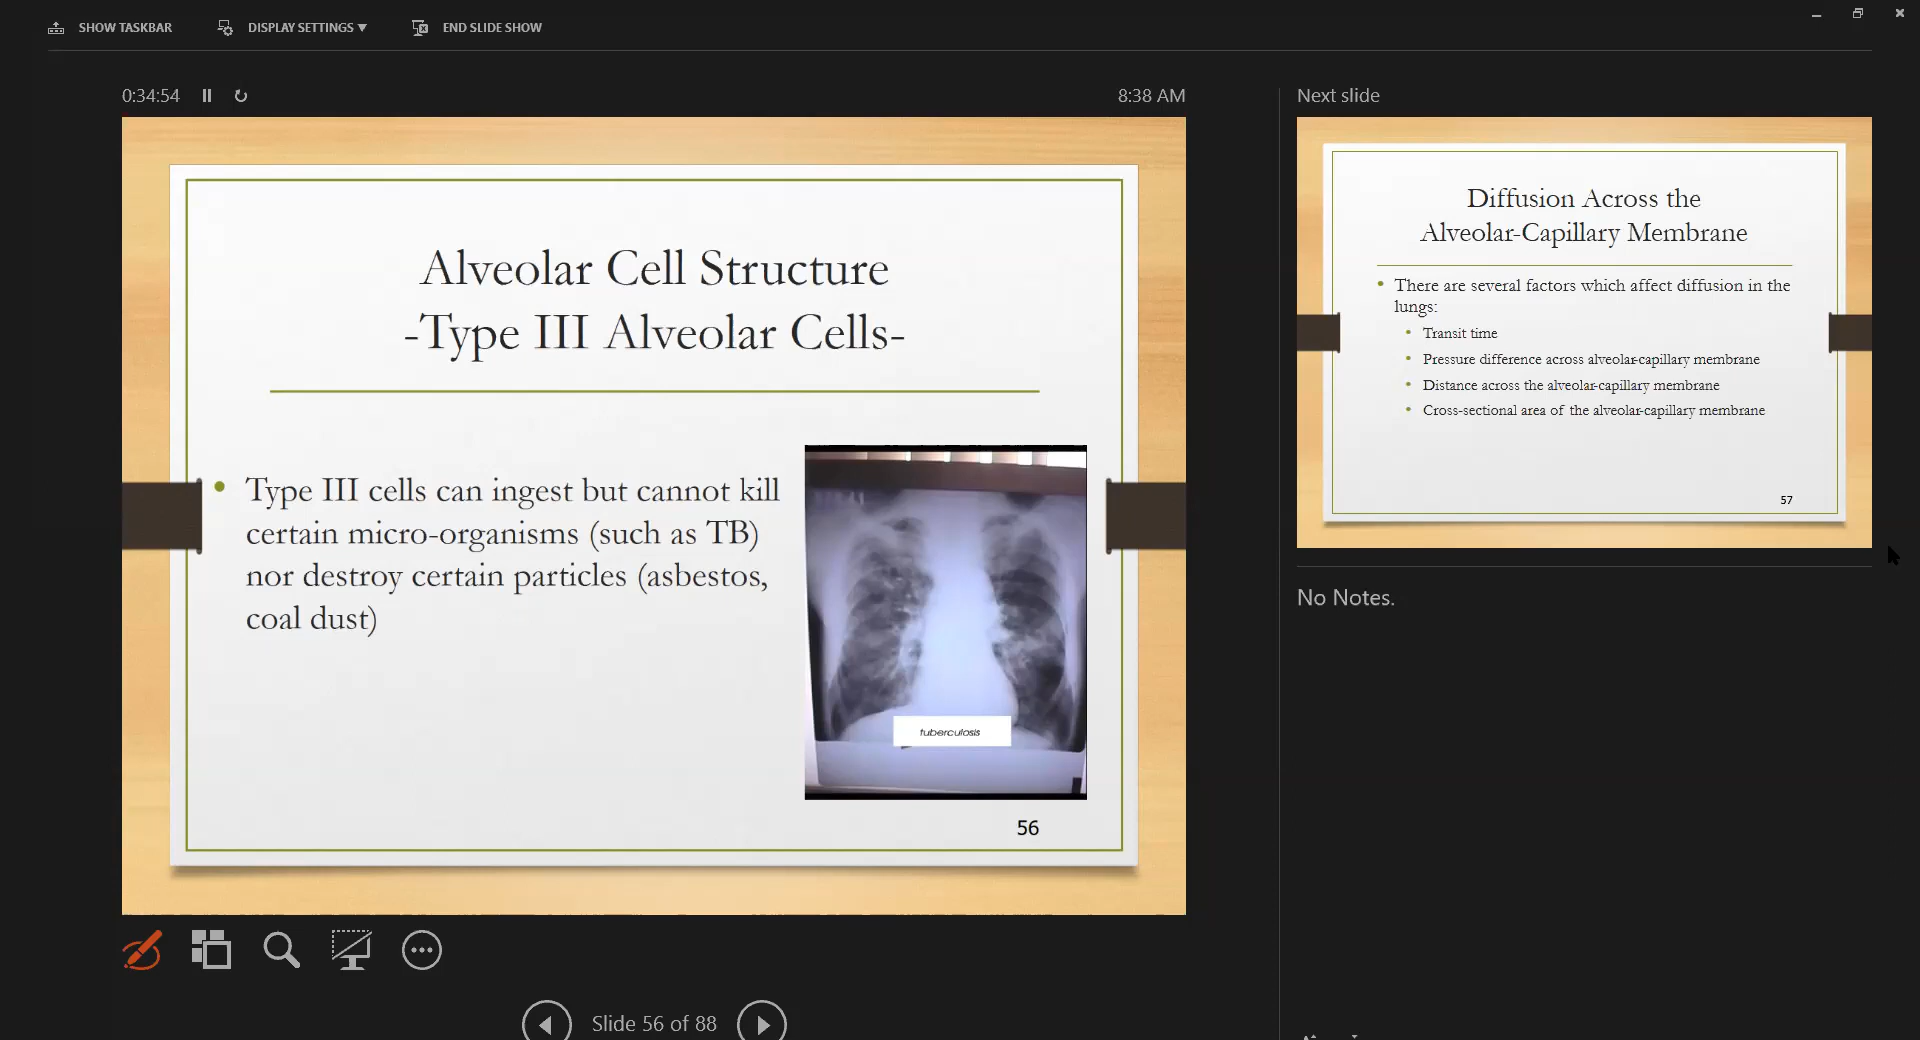 SHOW TASKBAR
DISPLAY SETTINGS ▼
END SLIDE SHOW
0:34:54
8:38 AM
Alveolar Cell Structure
-Type III Alveolar Cells-
• Type III cells can ingest but cannot kill
certain micro-organisms (such as TB)
nor destroy certain particles (asbestos,
coal dust)
tuberculosis
56
Slide 56 of 88
Next slide
Diffusion Across the
Alveolar-Capillary Membrane
• There are several factors which affect diffusion in the
lungs:
• Transit time
• Pressure difference across alveolar-capillary membrane
• Distance across the alveolar-capillary membrane
• Cross-sectional area of the alveolar-capillary membrane
57
No Notes.